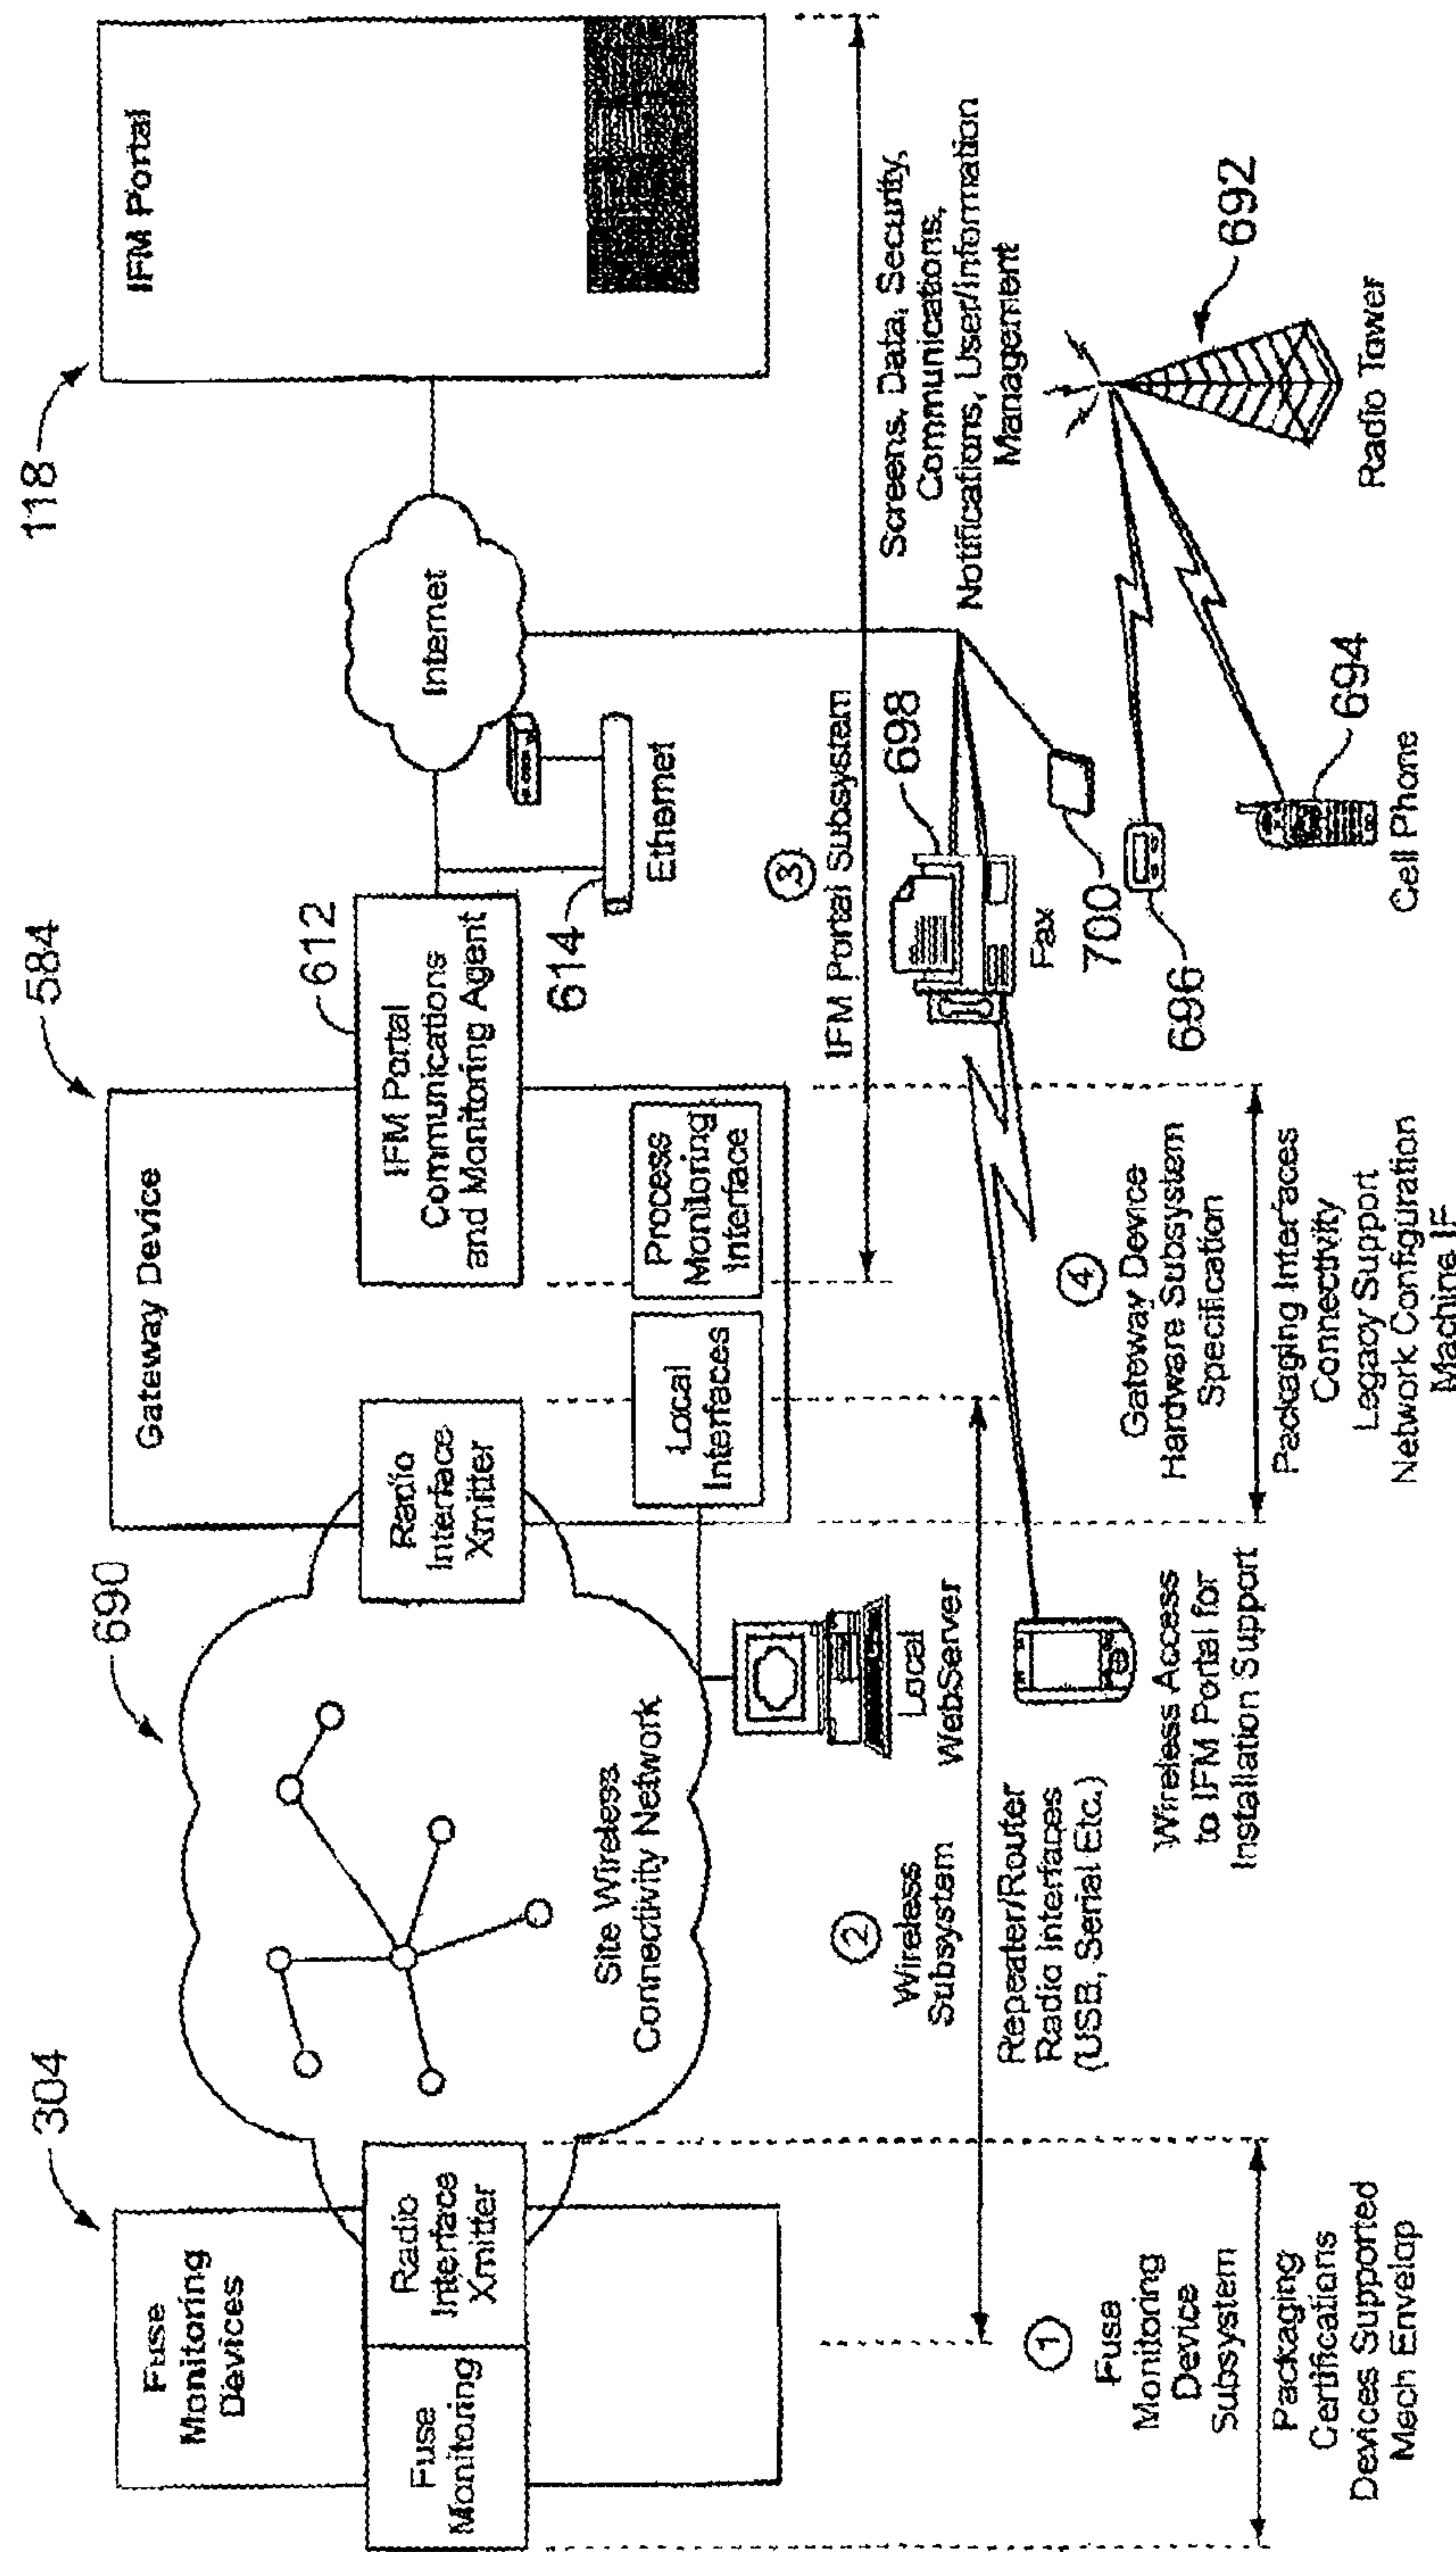 304
Fuse
Monitoring
Devices
Fuse
Monitoring
Radio
Interface
Xmitter
690
Site Wireless
Connectivity Network
Radio
Interface
Xmitter
584
Gateway Device
IFM Portal
Communications
and Monitoring Agent
612
Local
Interfaces
Process
Monitoring
Interface
614
Ethernet
Internet
118
IFM Portal
Local
WebServer
1
Fuse
Monitoring
Device
Subsystem
Packaging
Certifications
Devices Supported
Mech Envelop
2
Wireless
Subsystem
Repeater/Router
Radio Interfaces
(USB, Serial Etc.)
Wireless Access
to IFM Portal for
Installation Support
3
IFM Portal Subsystem
Screens, Data, Security,
Communications,
Notifications, User/Information
Management
4
Gateway Device
Hardware Subsystem
Specification
Packaging Interfaces
Connectivity
Legacy Support
Network Configuration
Machine IF
698
Fax
700
696
694
Cell Phone
692
Radio Tower